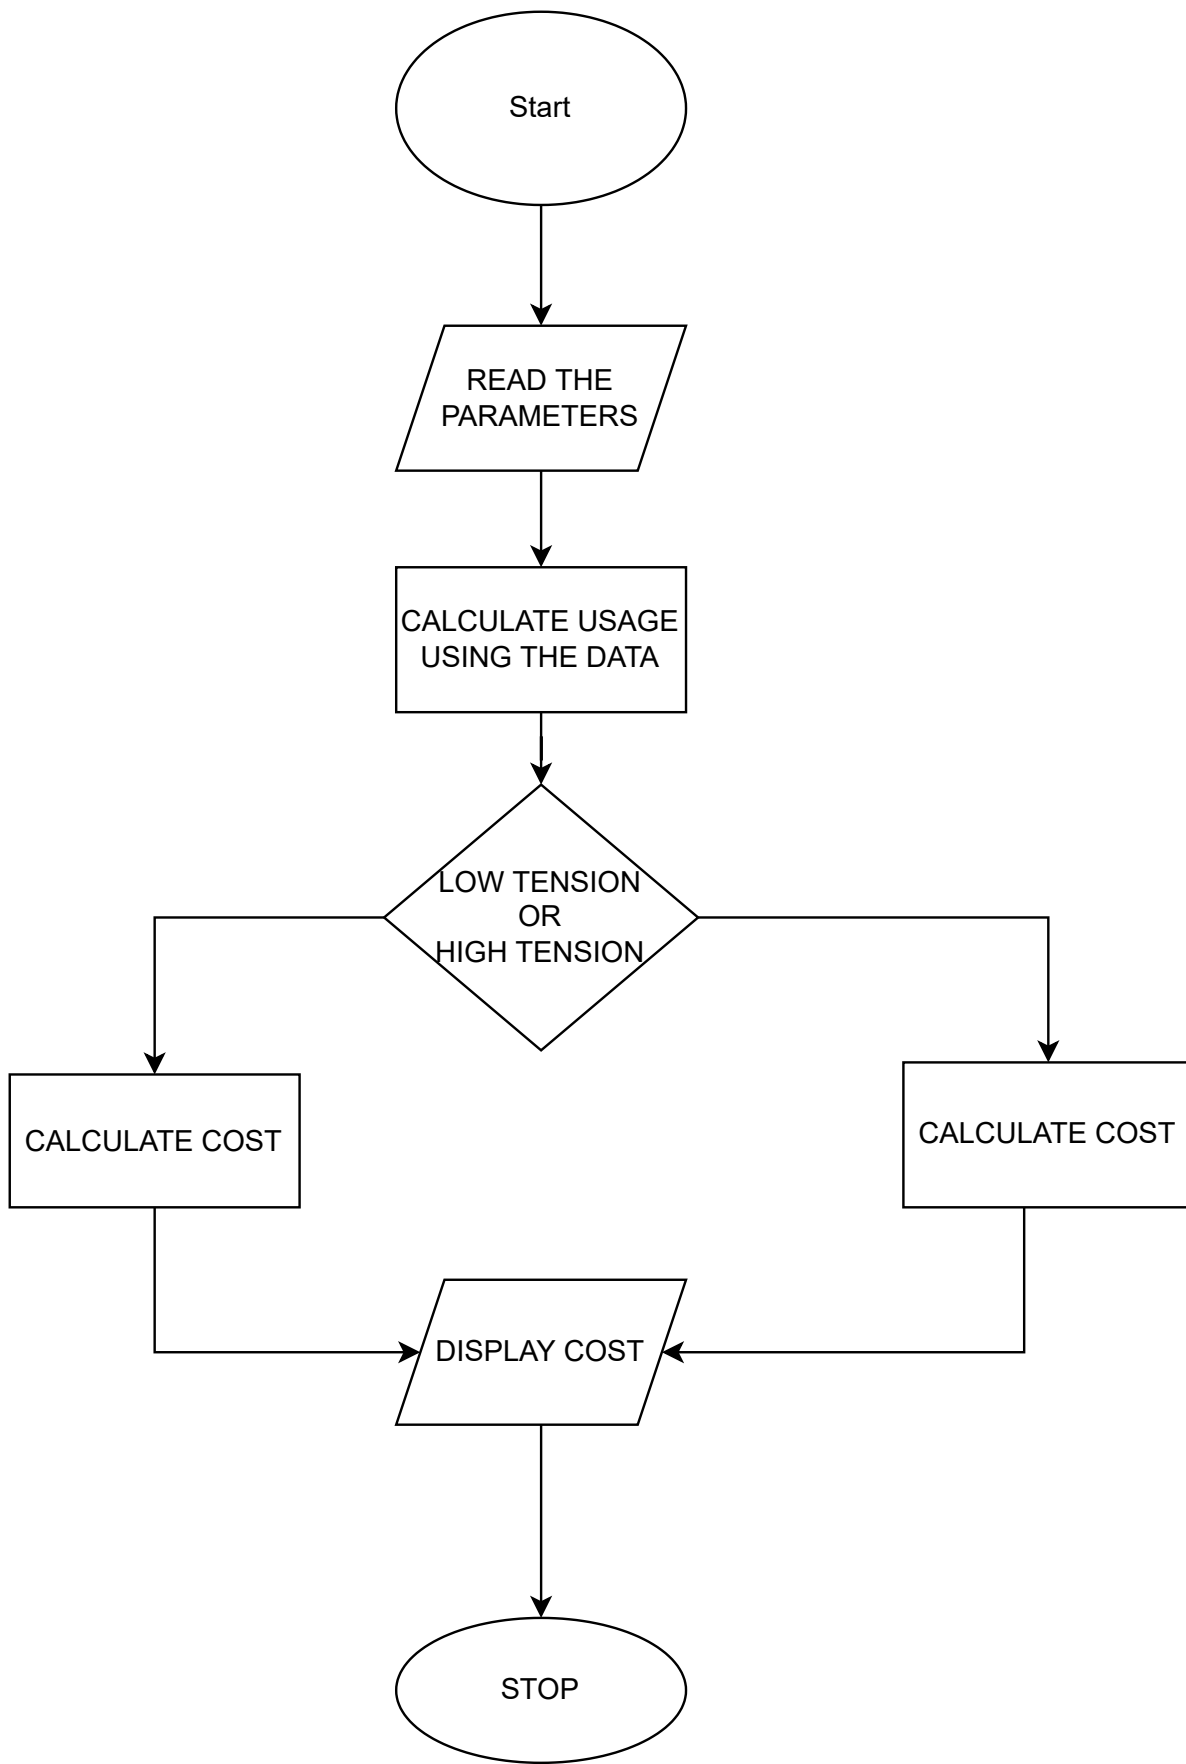 Start
READ THE
PARAMETERS
CALCULATE USAGE
USING THE DATA
LOW TENSION
OR
HIGH TENSION
CALCULATE COST
CALCULATE COST
DISPLAY COST
STOP